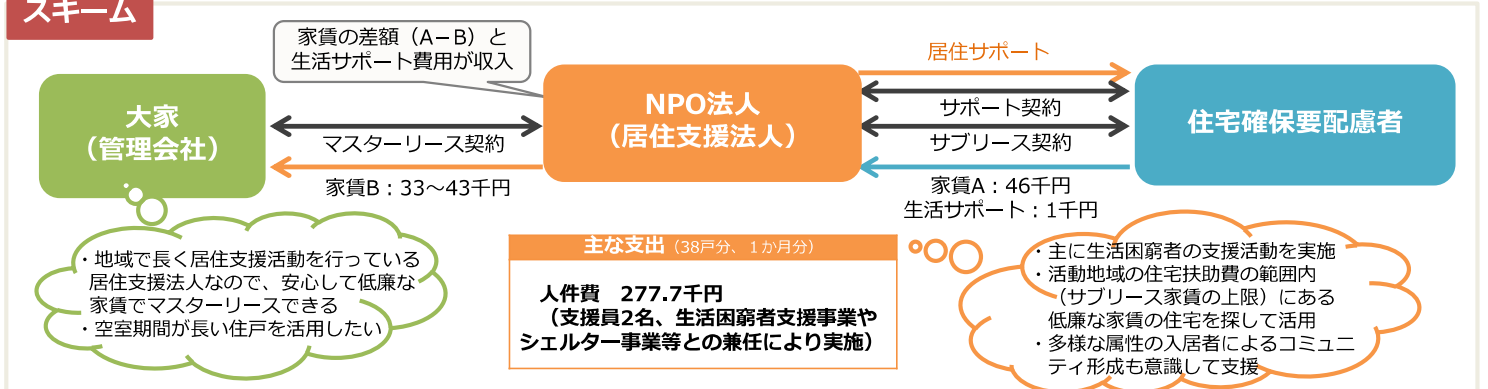 スキーム
家賃の差額（A－B）と
生活サポート費用が収入
大家
（管理会社）
マスターリース契約
家賃B：33～43千円
NPO法人
（居住支援法人）
居住サポート
サポート契約
サブリース契約
家賃A：46千円
生活サポート：1千円
住宅確保要配慮者
・地域で長く居住支援活動を行っている
居住支援法人なので、安心して低廉な
家賃でマスターリースできる
・空室期間が長い住戸を活用したい
主な支出（38戸分、１か月分）
人件費　277.7千円
（支援員2名、生活困窮者支援事業や
シェルター事業等との兼任により実施）
・主に生活困窮者の支援活動を実施
・活動地域の住宅扶助費の範囲内
（サブリース家賃の上限）にある
低廉な家賃の住宅を探して活用
・多様な属性の入居者によるコミュニ
ティ形成も意識して支援